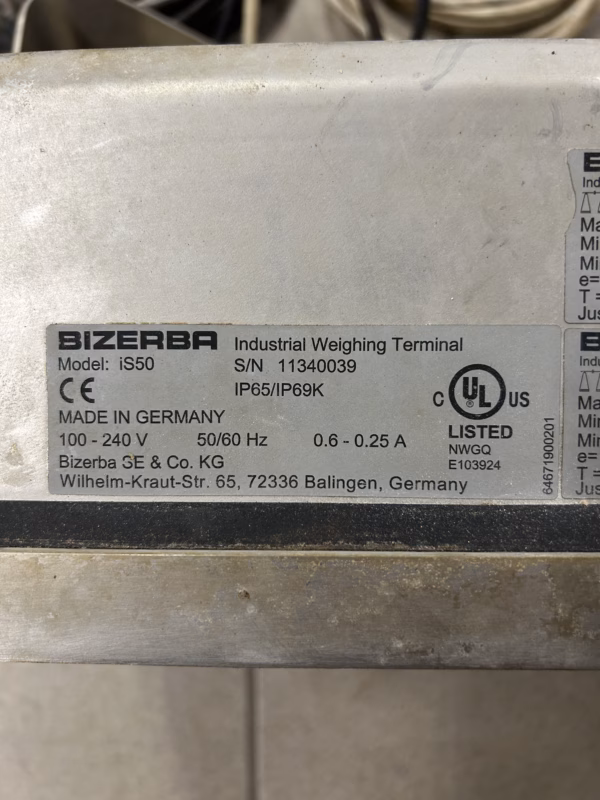 BIZERBA Industrial Weighing Terminal
Model: iS50 S/N 11340039
CE IP65/IP69K
MADE IN GERMANY
100 - 240 V 50/60 Hz 0.6 - 0.25 A
Bizerba SE & Co. KG
Wilhelm-Kraut-Str. 65, 72336 Balingen, Germany
C UL US
LISTED
NWGQ
E103924
64671900201
e=
T =
e=